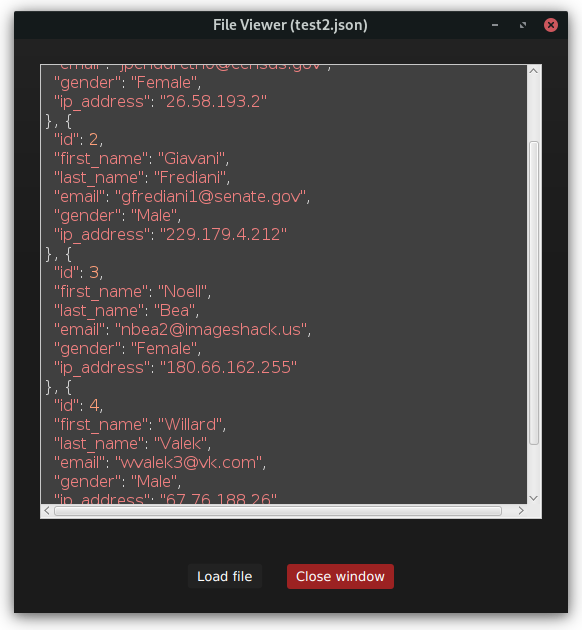 File Viewer (test2.json)
"email": "jpenddreth0@census.gov",
"gender": "Female",
"ip_address": "26.58.193.2"
}, {
"id": 2,
"first_name": "Giavani",
"last_name": "Frediani",
"email": "gfrediani1@senate.gov",
"gender": "Male",
"ip_address": "229.179.4.212"
}, {
"id": 3,
"first_name": "Noell",
"last_name": "Bea",
"email": "nbea2@imageshack.us",
"gender": "Female",
"ip_address": "180.66.162.255"
}, {
"id": 4,
"first_name": "Willard",
"last_name": "Valek",
"email": "wvalek3@vk.com",
"gender": "Male",
"ip_address": "67.76.188.26"
Load file
Close window